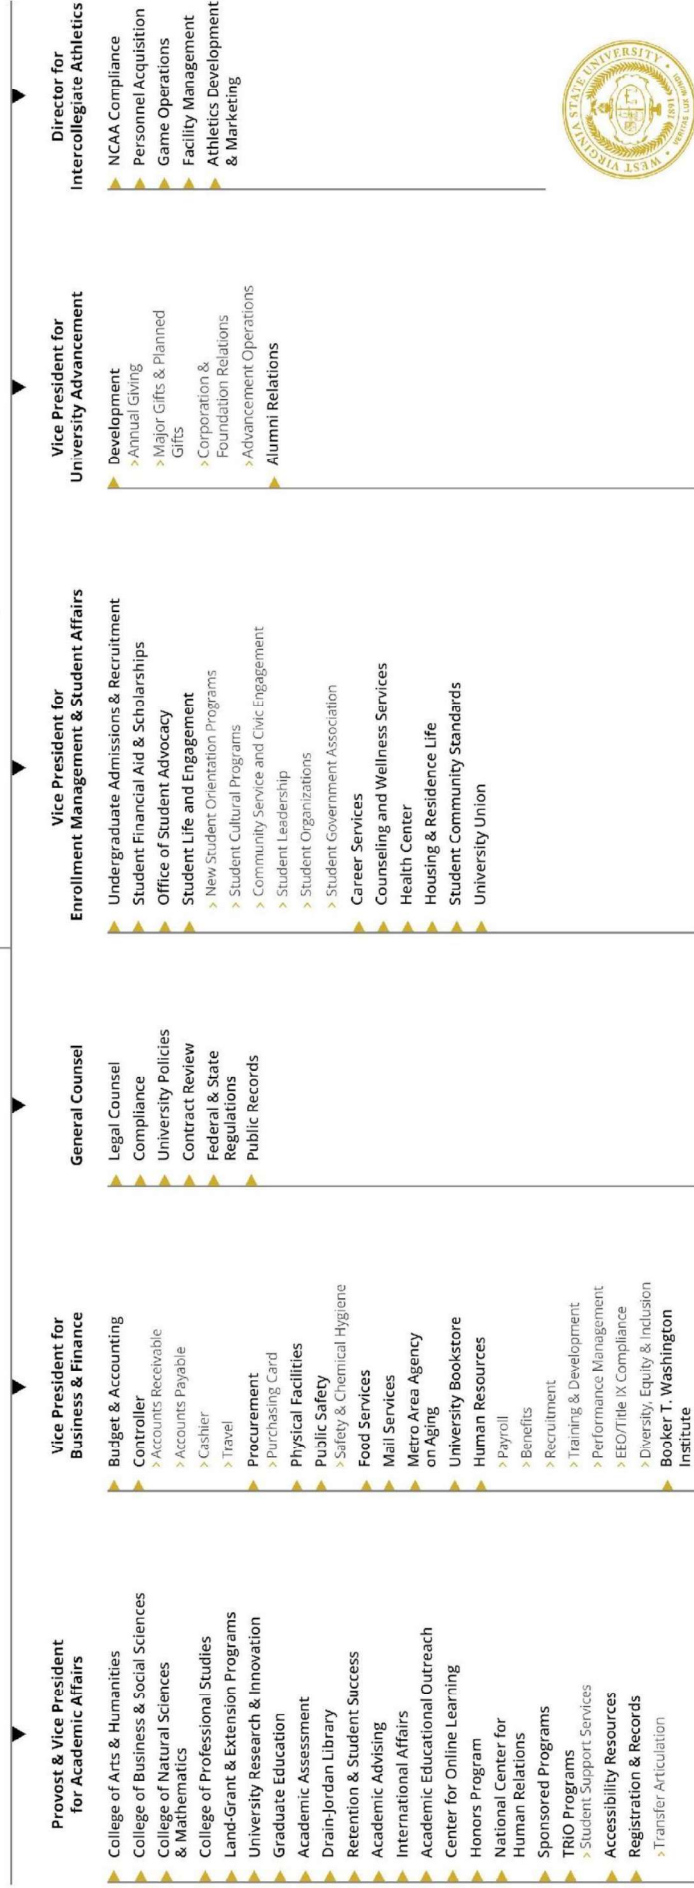 Provost & Vice President
for Academic Affairs
College of Arts & Humanities
College of Business & Social Sciences
College of Natural Sciences
& Mathematics
College of Professional Studies
Land-Grant & Extension Programs
University Research & Innovation
Graduate Education
Academic Assessment
Drain-Jordan Library
Retention & Student Success
Academic Advising
International Affairs
Academic Educational Outreach
Center for Online Learning
Honors Program
National Center for
Human Relations
Sponsored Programs
TRiO Programs
> Student Support Services
Accessibility Resources
Registration & Records
> Transfer Articulation
Vice President for
Business & Finance
Budget & Accounting
Controller
> Accounts Receivable
> Accounts Payable
> Cashier
> Travel
Procurement
> Purchasing Card
Physical Facilities
Public Safety
> Safety & Chemical Hygiene
Food Services
Mail Services
Metro Area Agency
on Aging
University Bookstore
Human Resources
> Payroll
> Benefits
> Recruitment
> Training & Development
> Performance Management
> EEO/Title IX Compliance
> Diversity, Equity & Inclusion
Booker T. Washington
Institute
General Counsel
Legal Counsel
Compliance
University Policies
Contract Review
Federal & State
Regulations
Public Records
Vice President for
Enrollment Management & Student Affairs
Undergraduate Admissions & Recruitment
Student Financial Aid & Scholarships
Office of Student Advocacy
Student Life and Engagement
> New Student Orientation Programs
> Student Cultural Programs
> Community Service and Civic Engagement
> Student Leadership
> Student Organizations
> Student Government Association
Career Services
Counseling and Wellness Services
Health Center
Housing & Residence Life
Student Community Standards
University Union
Vice President for
University Advancement
Development
> Annual Giving
> Major Gifts & Planned
Gifts
> Corporation &
Foundation Relations
> Advancement Operations
Alumni Relations
Director for
Intercollegiate Athletics
NCAA Compliance
Personnel Acquisition
Game Operations
Facility Management
Athletics Development
& Marketing
WEST VIRGINIA STATE UNIVERSITY
1891